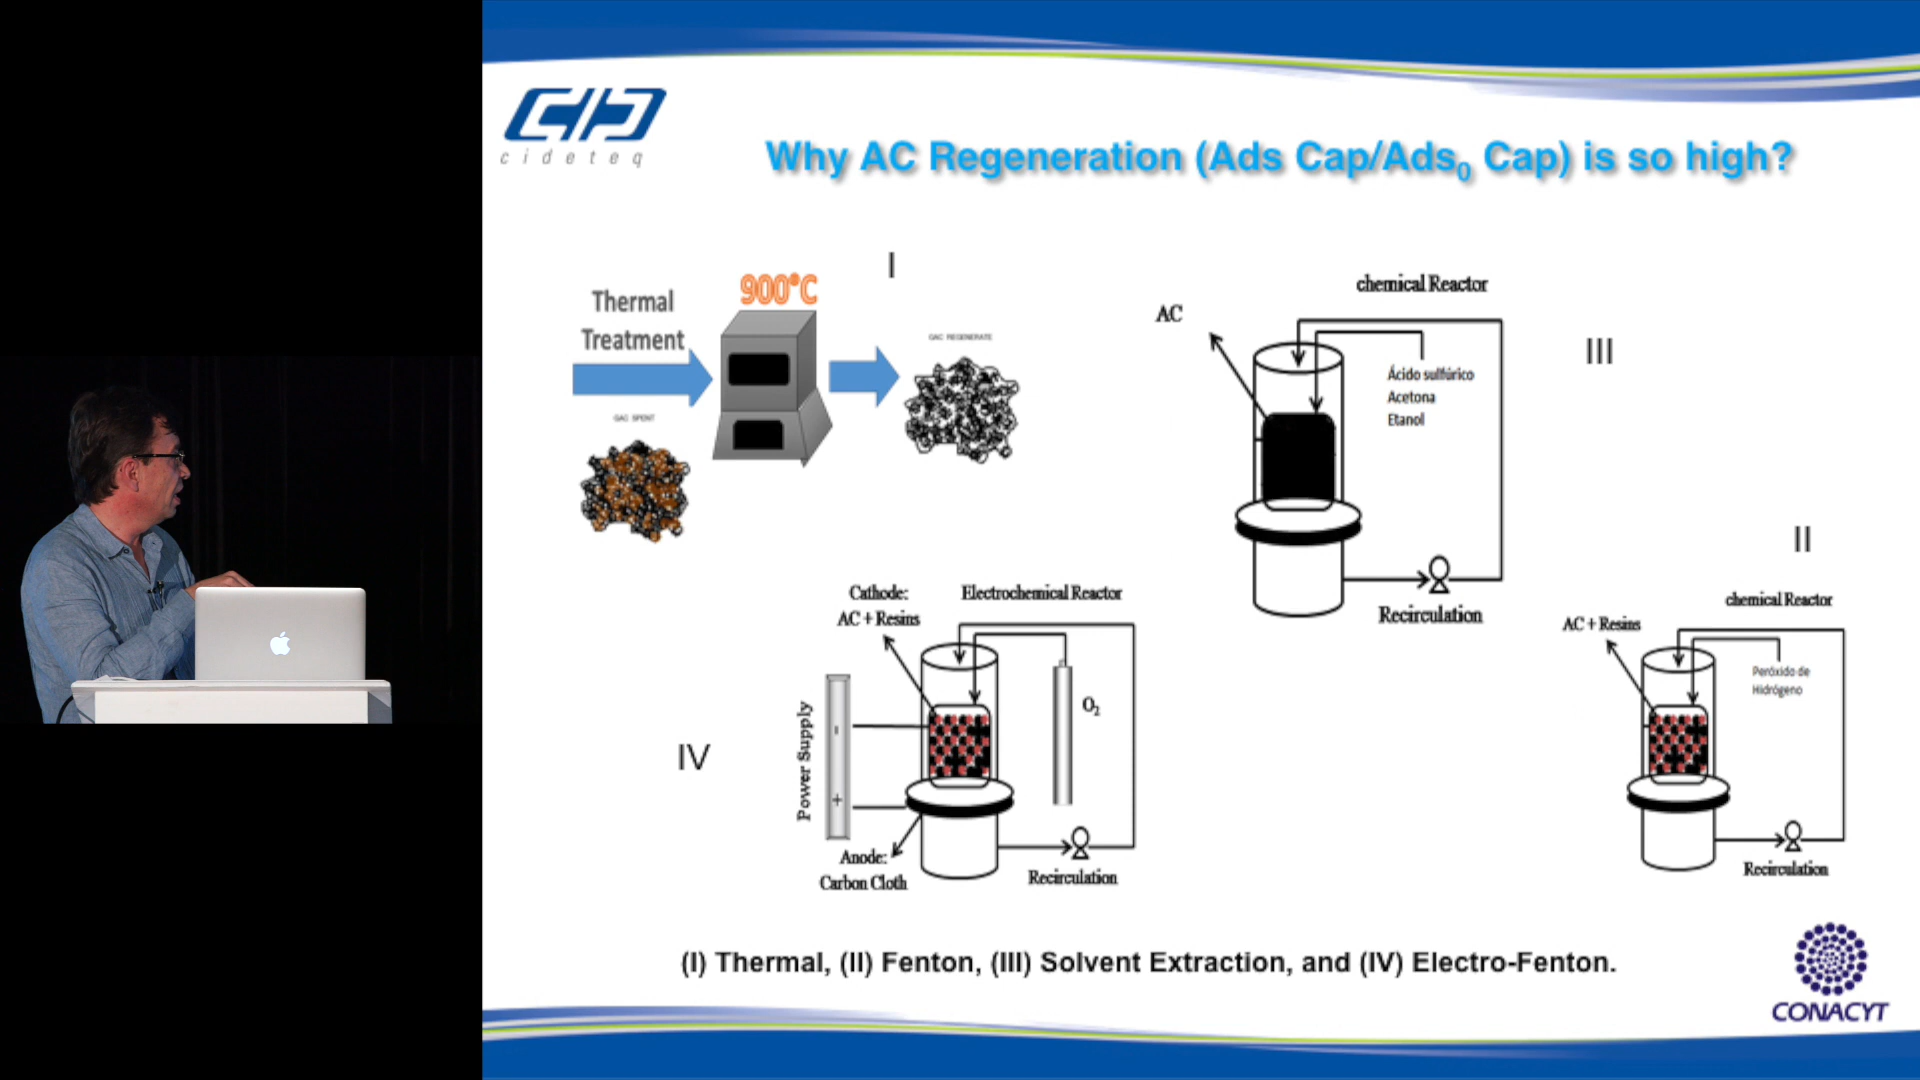 cideteq
Why AC Regeneration (Ads Cap/Ads0 Cap) is so high?
I
Thermal
Treatment
900°C
GAC SPENT
GAC REGENERATE
III
chemical Reactor
AC
Ácido sulfúrico
Acetona
Etanol
Recirculation
IV
Cathode:
AC + Resins
Electrochemical Reactor
Power Supply
-
+
O2
Anode:
Carbon Cloth
Recirculation
II
chemical Reactor
AC + Resins
Peróxido de
Hidrógeno
Recirculation
(I) Thermal, (II) Fenton, (III) Solvent Extraction, and (IV) Electro-Fenton.
CONACYT